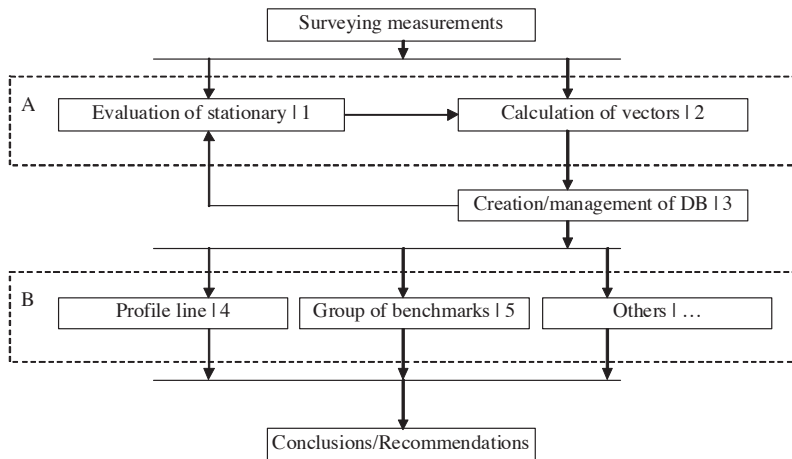 Surveying measurements
A
Evaluation of stationary | 1
Calculation of vectors | 2
Creation/management of DB | 3
B
Profile line | 4
Group of benchmarks | 5
Others | …
Conclusions/Recommendations